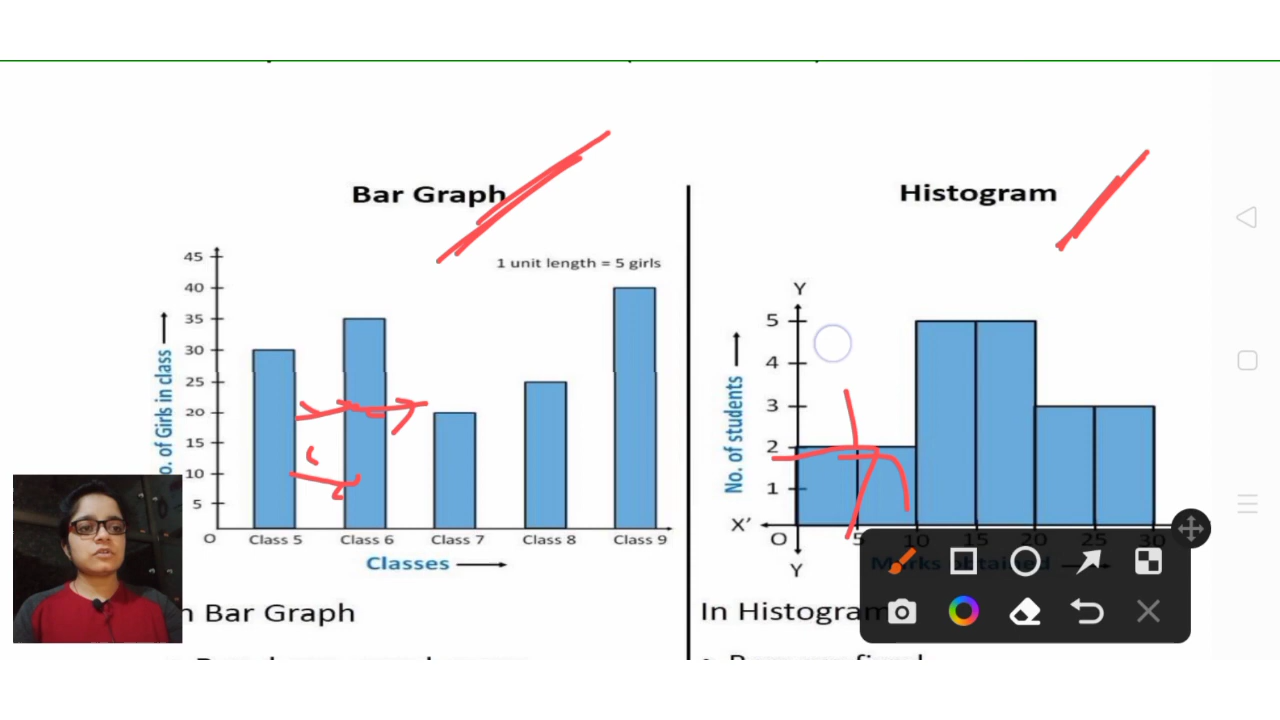 Bar Graph
1 unit length = 5 girls
45
40
35
30
25
20
15
10
5
O
of Girls in class
Class 5 Class 6 Class 7 Class 8 Class 9
Classes
Bar Graph
Histogram
Y
5
4
3
2
1
No. of students
X'
O 5 10 15 20 25 30
Y
Marks obtained
In Histogram